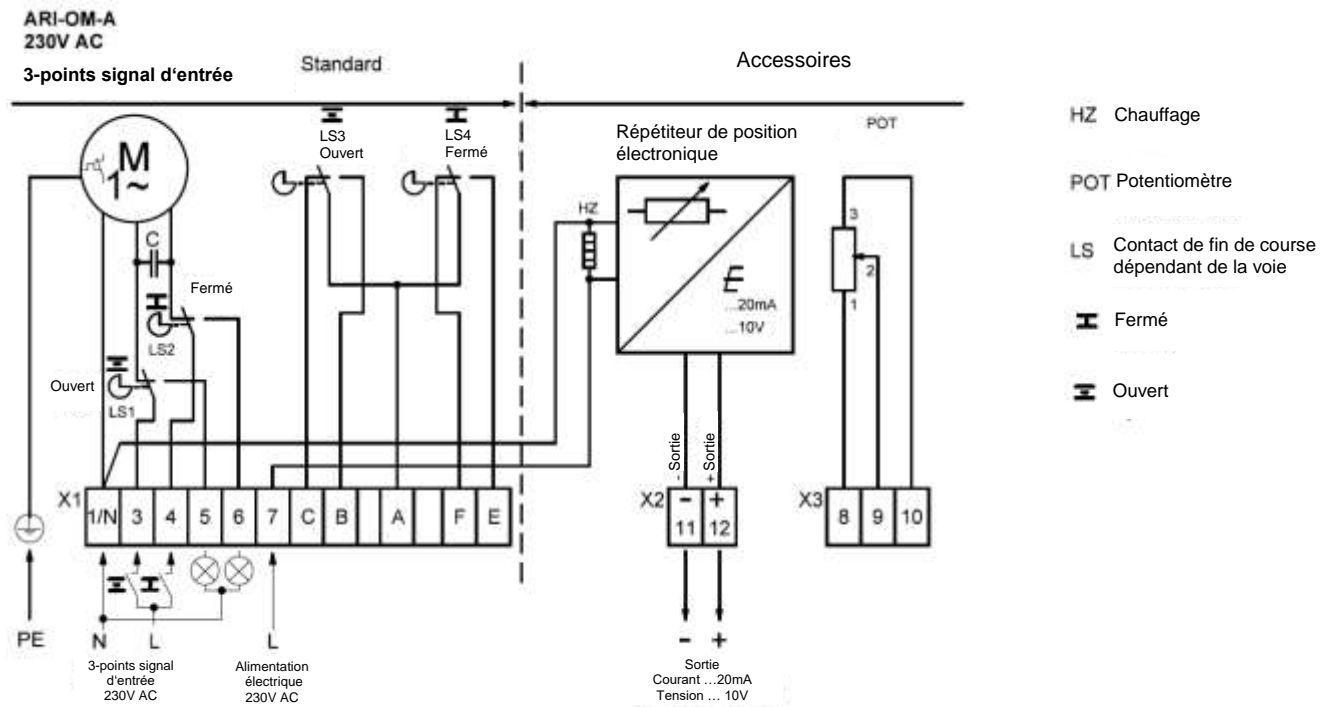 ARI-OM-A
230V AC
3-points signal d‘entrée
Standard
Accessoires
LS3
Ouvert
LS4
Fermé
Répétiteur de position
électronique
POT
HZ Chauffage
POT Potentiomètre
LS Contact de fin de course
dépendant de la voie
Fermé
Ouvert
M
1~
C
Fermé
LS2
Ouvert
LS1
HZ
E
...20mA
...10V
3
2
1
- Sortie
+ Sortie
X1 1/N 3 4 5 6 7 C B A F E
X2 - +
11 12
X3 8 9 10
PE N L L - +
3-points signal
d'entrée
230V AC
Alimentation
électrique
230V AC
Sortie
Courant …20mA
Tension … 10V